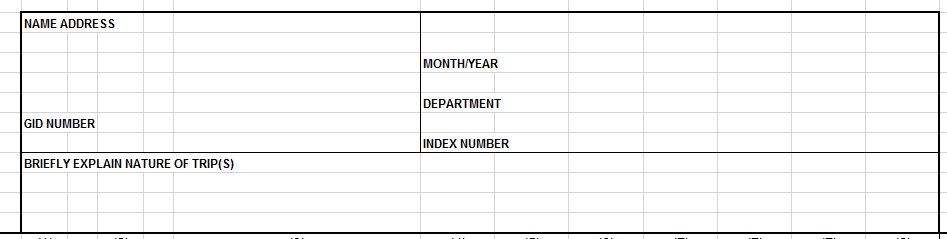 NAME ADDRESS
MONTH/YEAR
DEPARTMENT
GID NUMBER
INDEX NUMBER
BRIEFLY EXPLAIN NATURE OF TRIP(S)